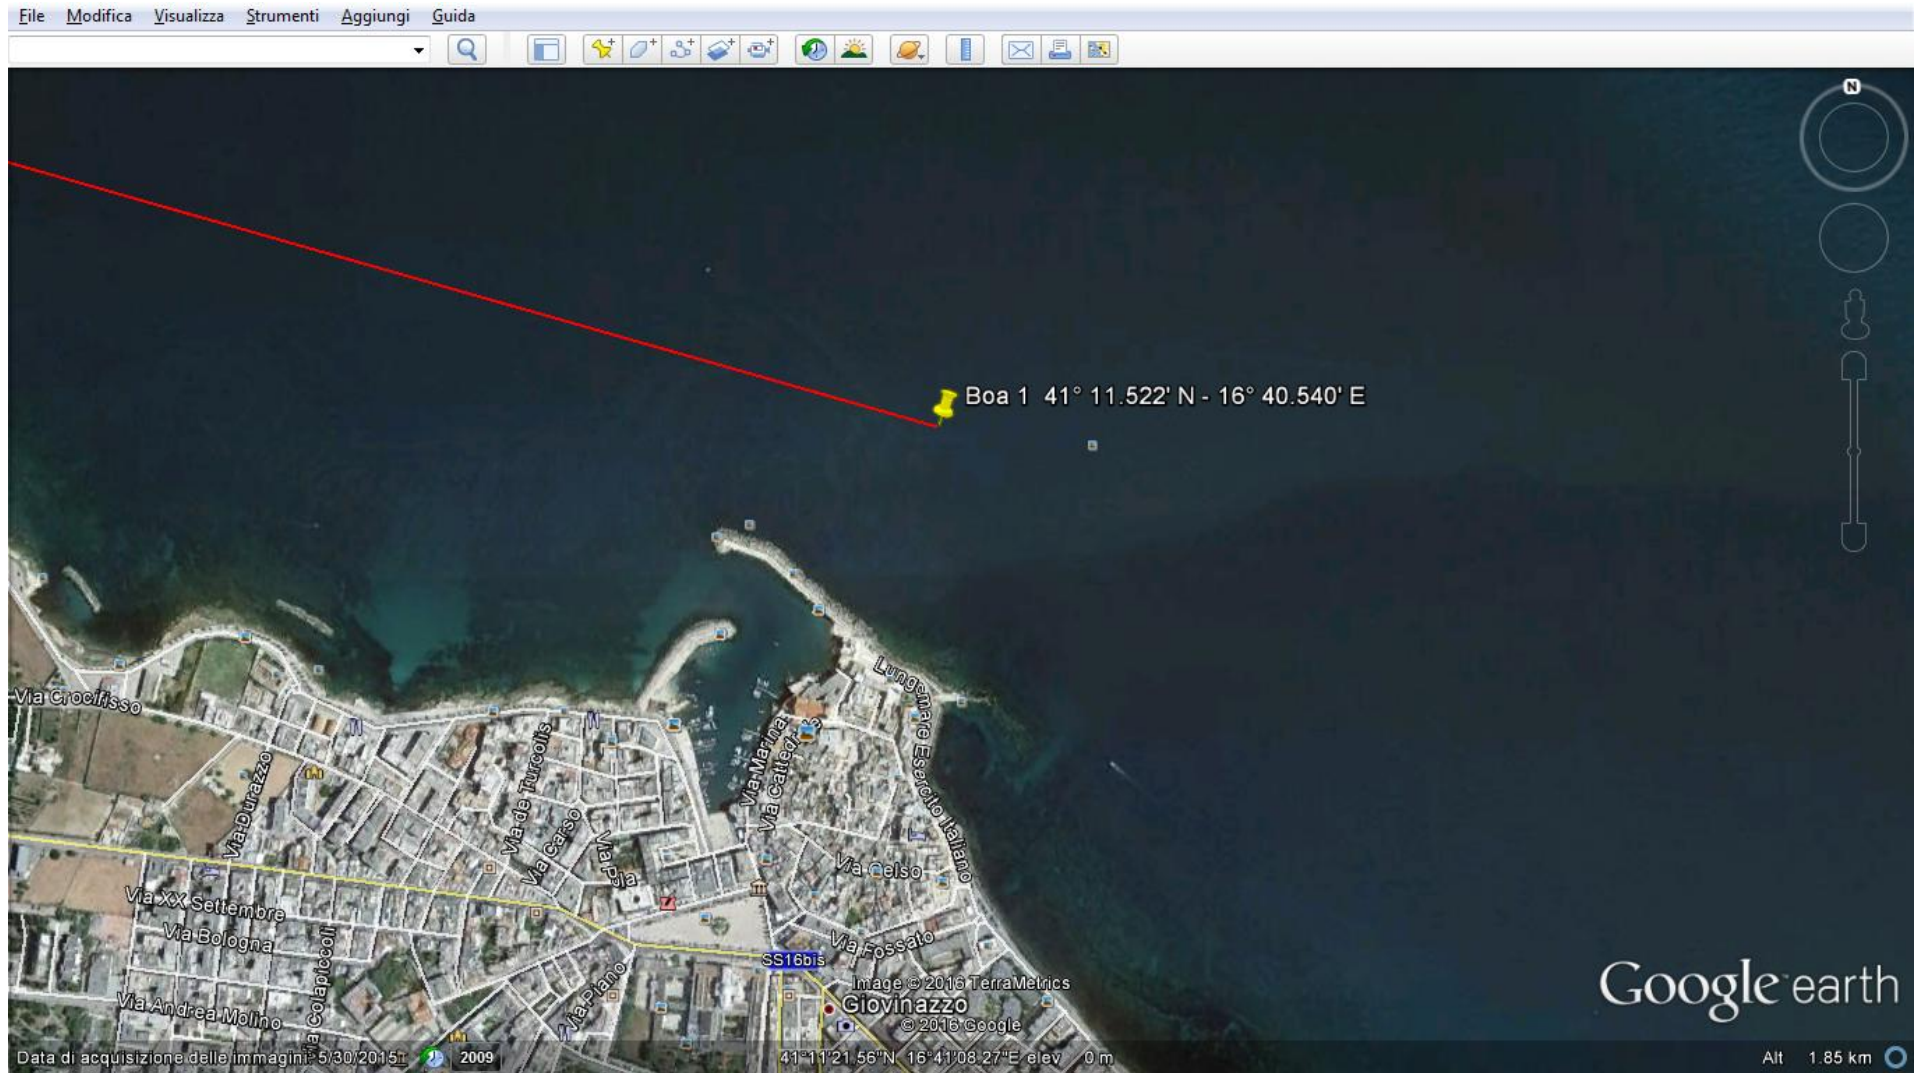 File Modifica Visualizza Strumenti Aggiungi Guida
N
Boa 1 41° 11.522' N - 16° 40.540' E
Lungomare Esercito Italiano
Via Crocifisso
Via Marina
Via Cattedrale
Via Durazzo
Via de Turcolis
Via Carso
Via Celso
Via XX Settembre
Via Bologna
Via Colapiccoli
Via Fossato
SS16bis
Via Piano
Image © 2016 TerraMetrics
Google earth
Via Andrea Molino
Giovinazzo
© 2016 Google
Data di acquisizione delle immagini: 5/30/2015 2009 41°11'21.56"N 16°41'08.27"E elev 0 m Alt 1.85 km